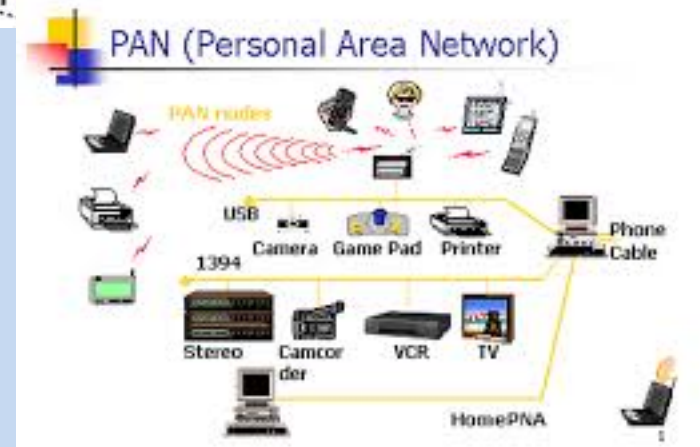 PAN (Personal Area Network)
PAN nodes
USB
Camera Game Pad Printer
Phone
Cable
1394
Stereo Camcor VCR TV
der
HomePNA
1